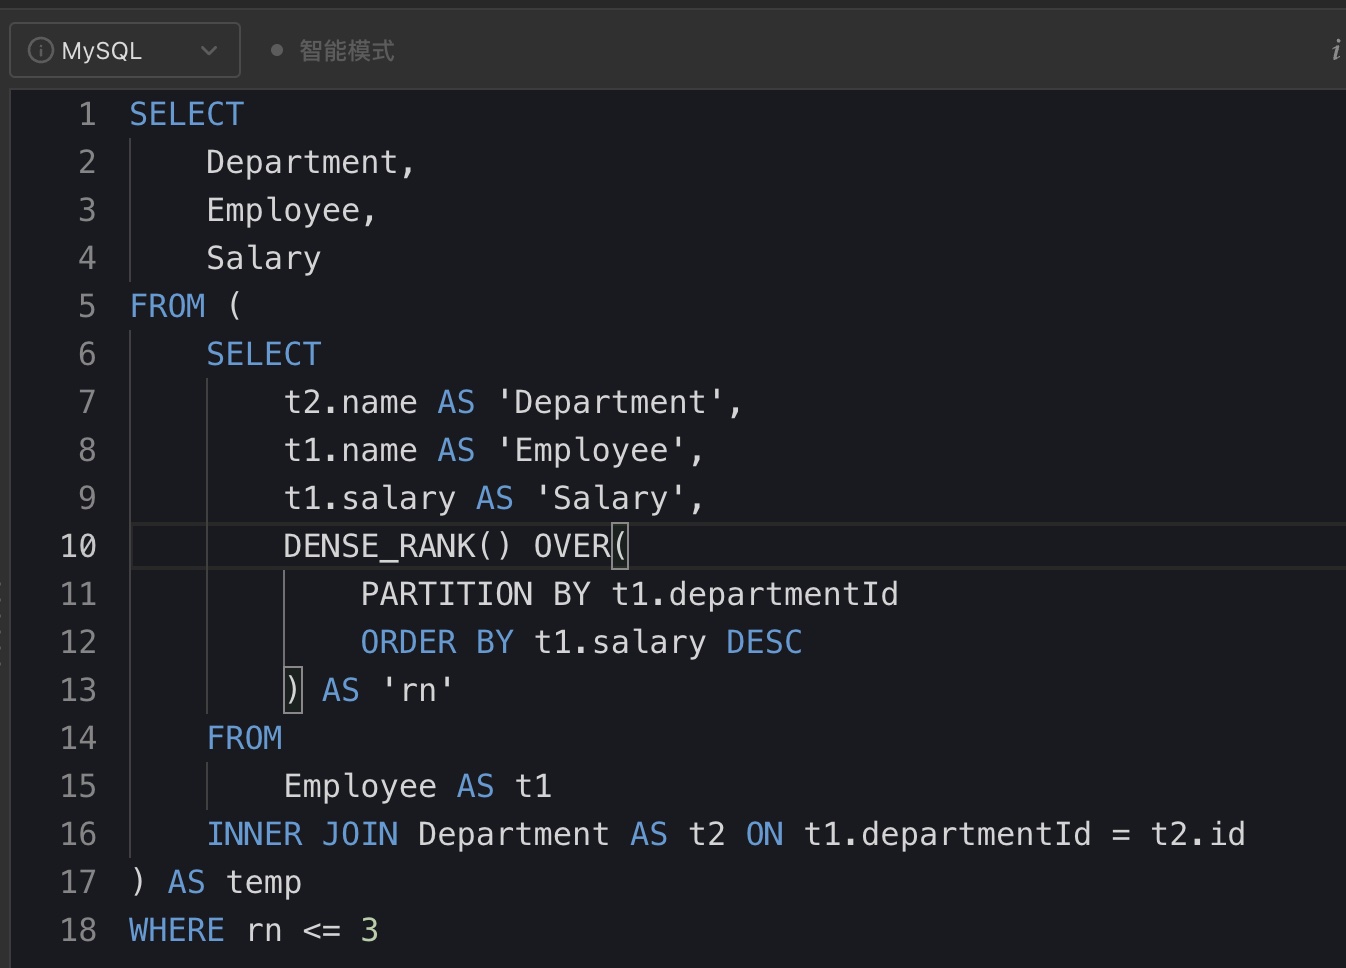 MySQL 智能模式
1 SELECT
2 Department,
3 Employee,
4 Salary
5 FROM (
6 SELECT
7 t2.name AS 'Department',
8 t1.name AS 'Employee',
9 t1.salary AS 'Salary',
10 DENSE_RANK() OVER(
11 PARTITION BY t1.departmentId
12 ORDER BY t1.salary DESC
13 ) AS 'rn'
14 FROM
15 Employee AS t1
16 INNER JOIN Department AS t2 ON t1.departmentId = t2.id
17 ) AS temp
18 WHERE rn <= 3